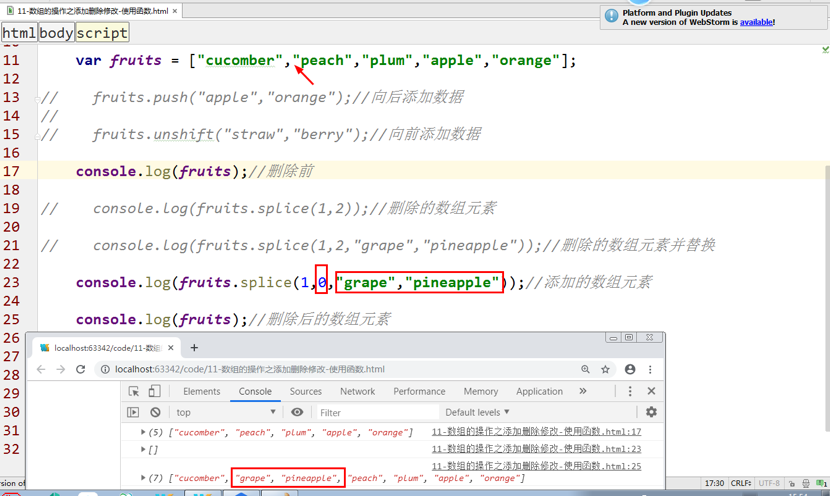 11-数组的操作之添加删除修改-使用函数.html ×
Platform and Plugin Updates
A new version of WebStorm is available!
html body script
11 var fruits = ["cucomber","peach","plum","apple","orange"];
12
13 // fruits.push("apple","orange");//向后添加数据
14 //
15 // fruits.unshift("straw","berry");//向前添加数据
16
17 console.log(fruits);//删除前
18
19 // console.log(fruits.splice(1,2));//删除的数组元素
20
21 // console.log(fruits.splice(1,2,"grape","pineapple"));//删除的数组元素并替换
22
23 console.log(fruits.splice(1,0,"grape","pineapple"));//添加的数组元素
24
25 console.log(fruits);//删除后的数组元素
26
27
28
29
30
31
32
localhost:63342/code/11-数组 ×
localhost:63342/code/11-数组的操作之添加删除修改-使用函数.html
Elements Console Sources Network Performance Memory Application
top Filter Default levels
(5) ["cucomber", "peach", "plum", "apple", "orange"] 11-数组的操作之添加删除修改-使用函数.html:17
[] 11-数组的操作之添加删除修改-使用函数.html:23
11-数组的操作之添加删除修改-使用函数.html:25
(7) ["cucomber", "grape", "pineapple", "peach", "plum", "apple", "orange"]
17:30 CRLF: UTF-8